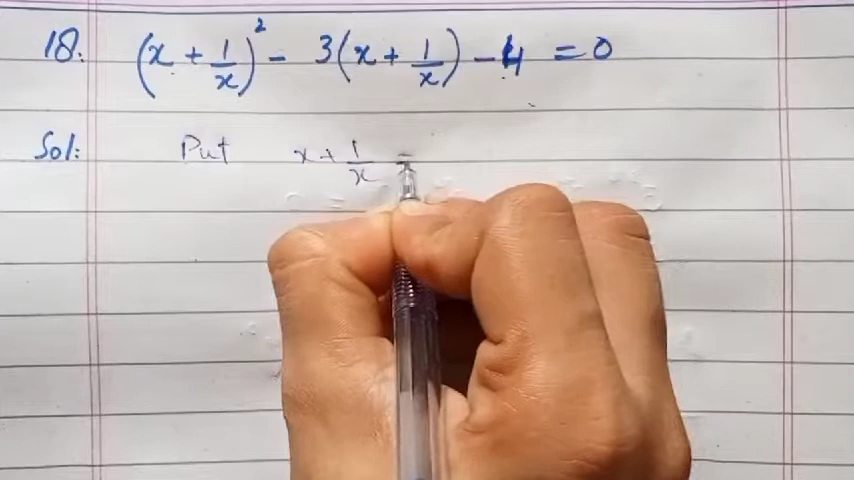 18. (x + 1/x)² - 3(x + 1/x) - 4 = 0
Sol: Put x + 1/x =